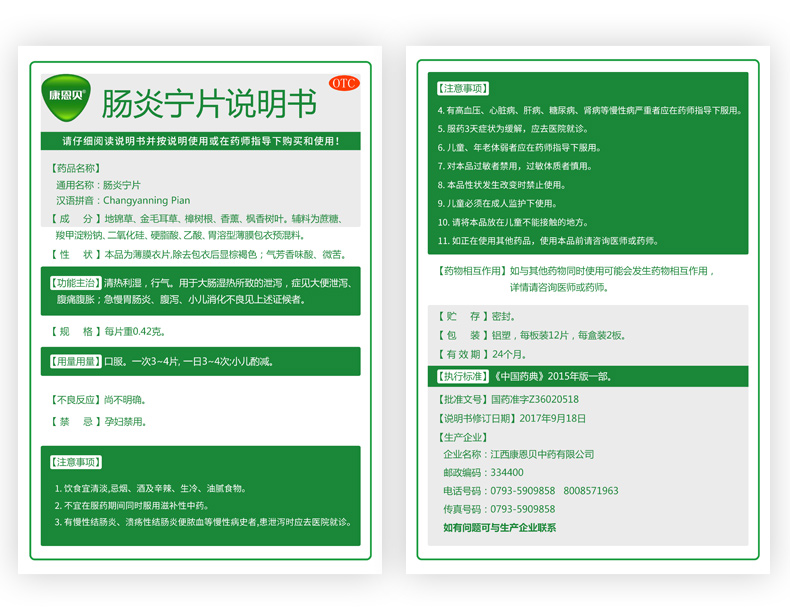 康恩贝®
肠炎宁片说明书
OTC
请仔细阅读说明书并按说明使用或在药师指导下购买和使用！
【药品名称】
通用名称：肠炎宁片
汉语拼音：Changyanning Pian
【 成　分 】地锦草、金毛耳草、樟树根、香薷、枫香树叶。辅料为蔗糖、
羧甲淀粉钠、二氧化硅、硬脂酸、乙酸、胃溶型薄膜包衣预混料。
【 性　状 】本品为薄膜衣片,除去包衣后显棕褐色；气芳香味酸、微苦。
【功能主治】清热利湿，行气。用于大肠湿热所致的泄泻，症见大便泄泻、
腹痛腹胀；急慢胃肠炎、腹泻、小儿消化不良见上述证候者。
【 规　格 】每片重0.42克。
【用量用量】口服。一次3~4片, 一日3~4次;小儿酌减。
【不良反应】尚不明确。
【 禁　忌 】孕妇禁用。
【注意事项】
1. 饮食宜清淡,忌烟、酒及辛辣、生冷、油腻食物。
2. 不宜在服药期间同时服用滋补性中药。
3. 有慢性结肠炎、溃疡性结肠炎便脓血等慢性病史者,患泄泻时应去医院就诊。
【注意事项】
4. 有高血压、心脏病、肝病、糖尿病、肾病等慢性病严重者应在药师指导下服用。
5. 服药3天症状为缓解，应去医院就诊。
6. 儿童、年老体弱者应在药师指导下服用。
7. 对本品过敏者禁用，过敏体质者慎用。
8. 本品性状发生改变时禁止使用。
9. 儿童必须在成人监护下使用。
10. 请将本品放在儿童不能接触的地方。
11. 如正在使用其他药品，使用本品前请咨询医师或药师。
【药物相互作用】如与其他药物同时使用可能会发生药物相互作用，
详情请咨询医师或药师。
【 贮　存 】密封。
【 包　装 】铝塑，每板装12片，每盒装2板。
【 有 效 期 】24个月。
【执行标准】《中国药典》2015年版一部。
【批准文号】国药准字Z36020518
【说明书修订日期】2017年9月18日
【生产企业】
企业名称：江西康恩贝中药有限公司
邮政编码：334400
电话号码：0793-5909858 8008571963
传真号码：0793-5909858
如有问题可与生产企业联系